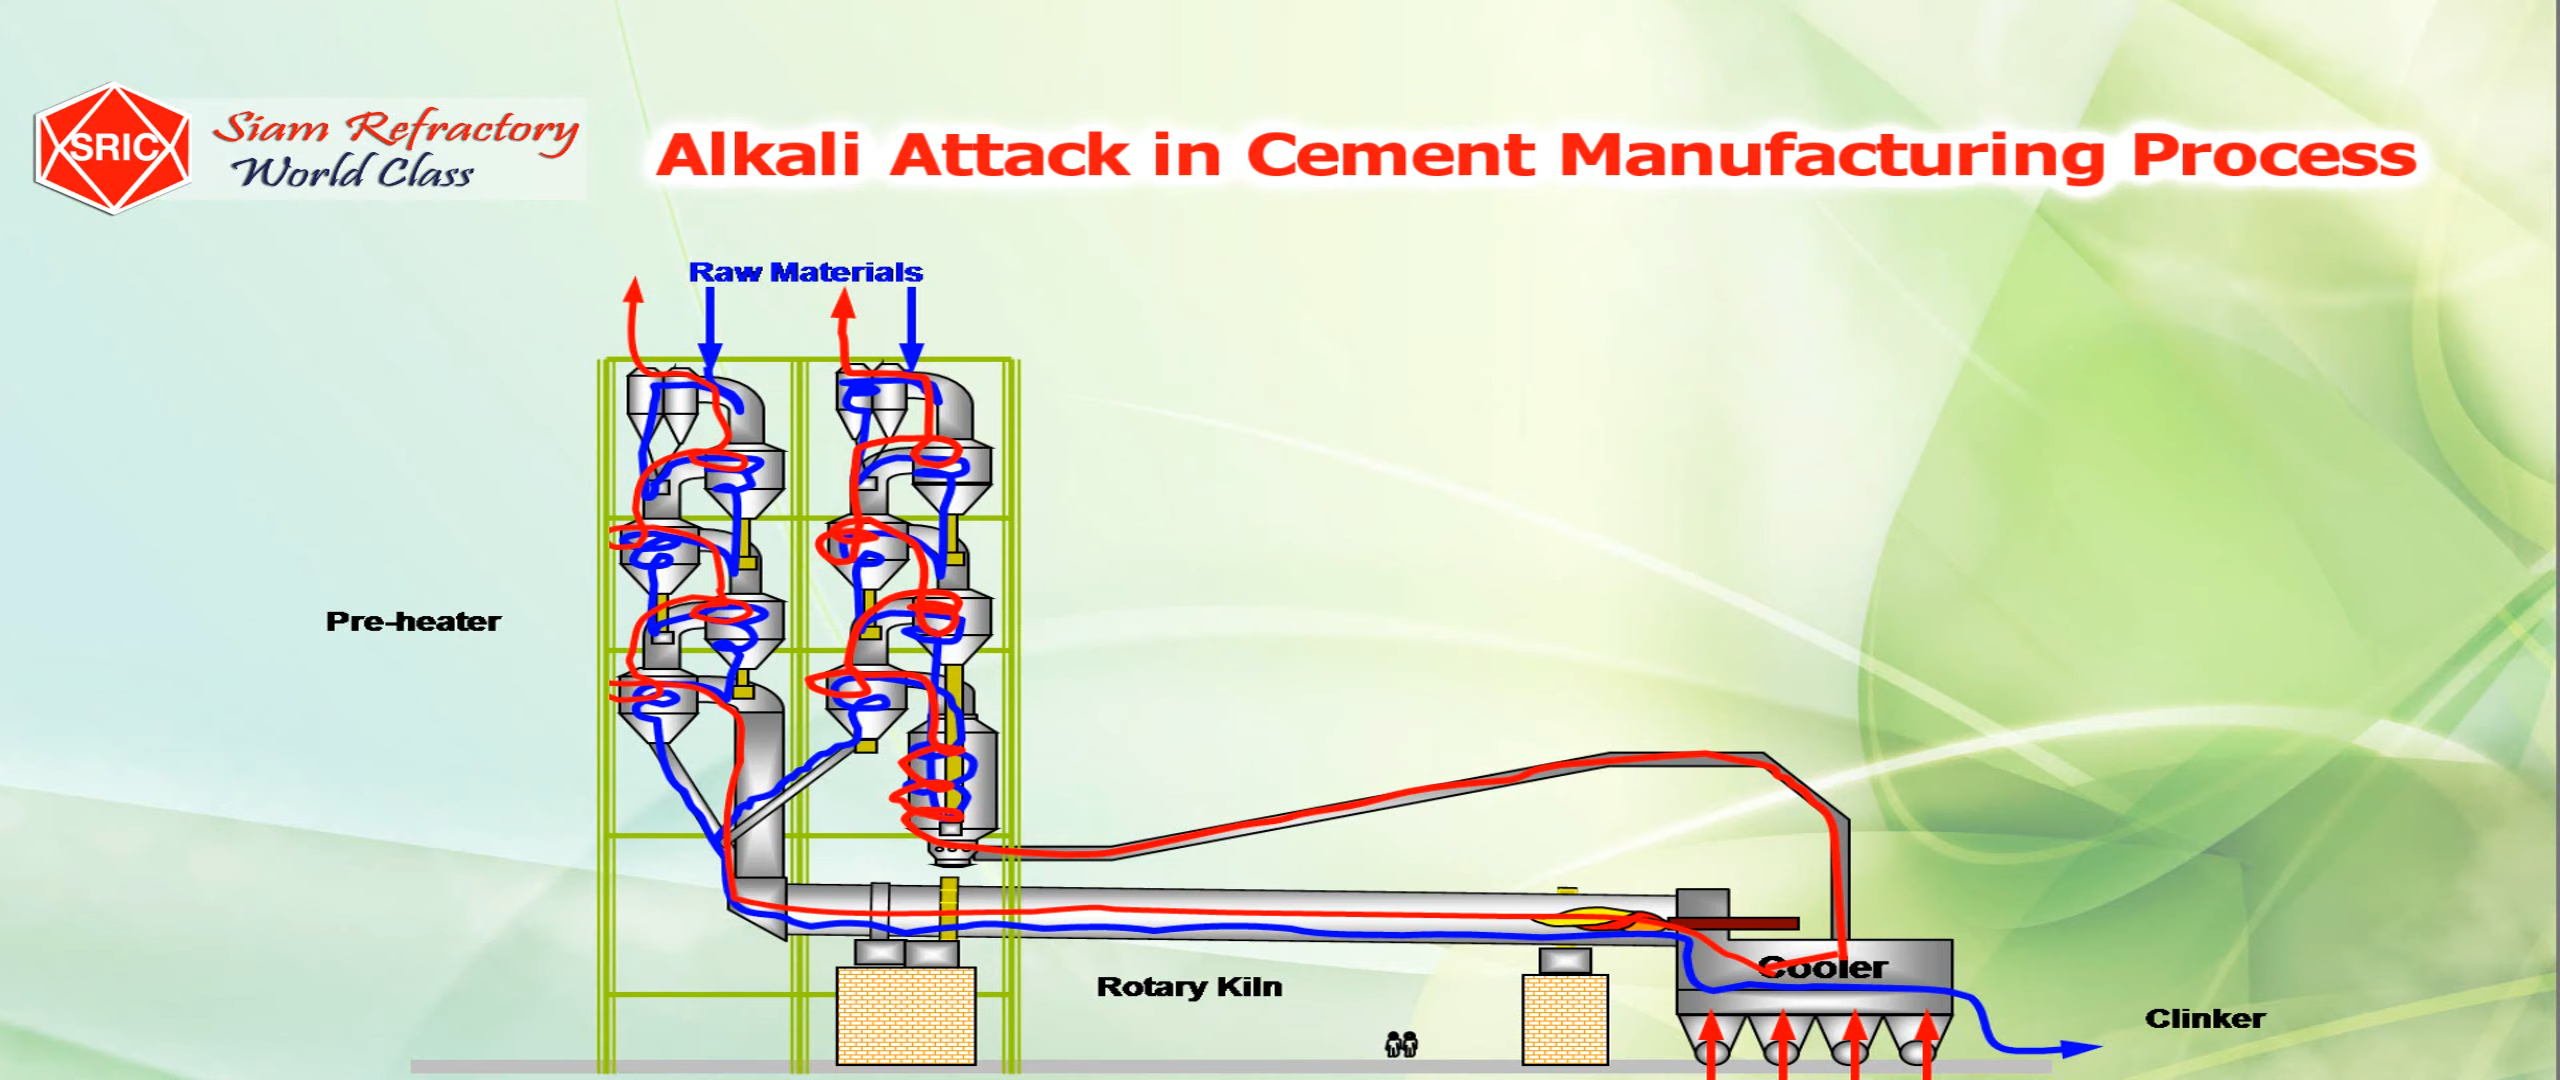 SRIC
Siam Refractory
World Class
Alkali Attack in Cement Manufacturing Process
Raw Materials
Pre-heater
Cooler
Rotary Kiln
Clinker